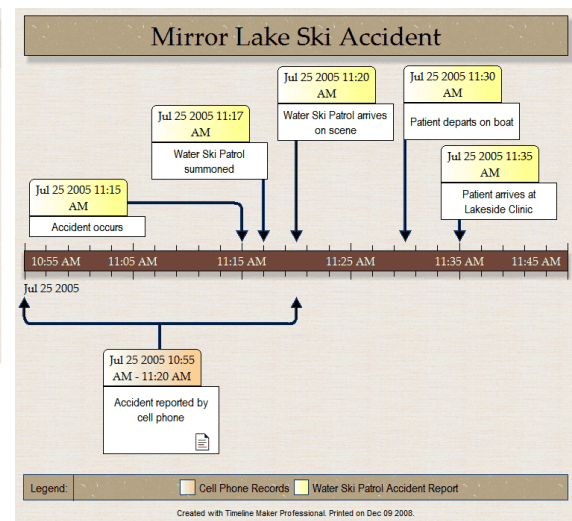 Mirror Lake Ski Accident
Jul 25 2005 11:20
AM
Water Ski Patrol arrives
on scene
Jul 25 2005 11:30
AM
Patient departs on boat
Jul 25 2005 11:17
AM
Water Ski Patrol
summoned
Jul 25 2005 11:35
AM
Patient arrives at
Lakeside Clinic
Jul 25 2005 11:15
AM
Accident occurs
10:55 AM 11:05 AM 11:15 AM 11:25 AM 11:35 AM 11:45 AM
Jul 25 2005
Jul 25 2005 10:55
AM - 11:20 AM
Accident reported by
cell phone
Legend: Cell Phone Records Water Ski Patrol Accident Report
Created with Timeline Maker Professional. Printed on Dec 09 2008.